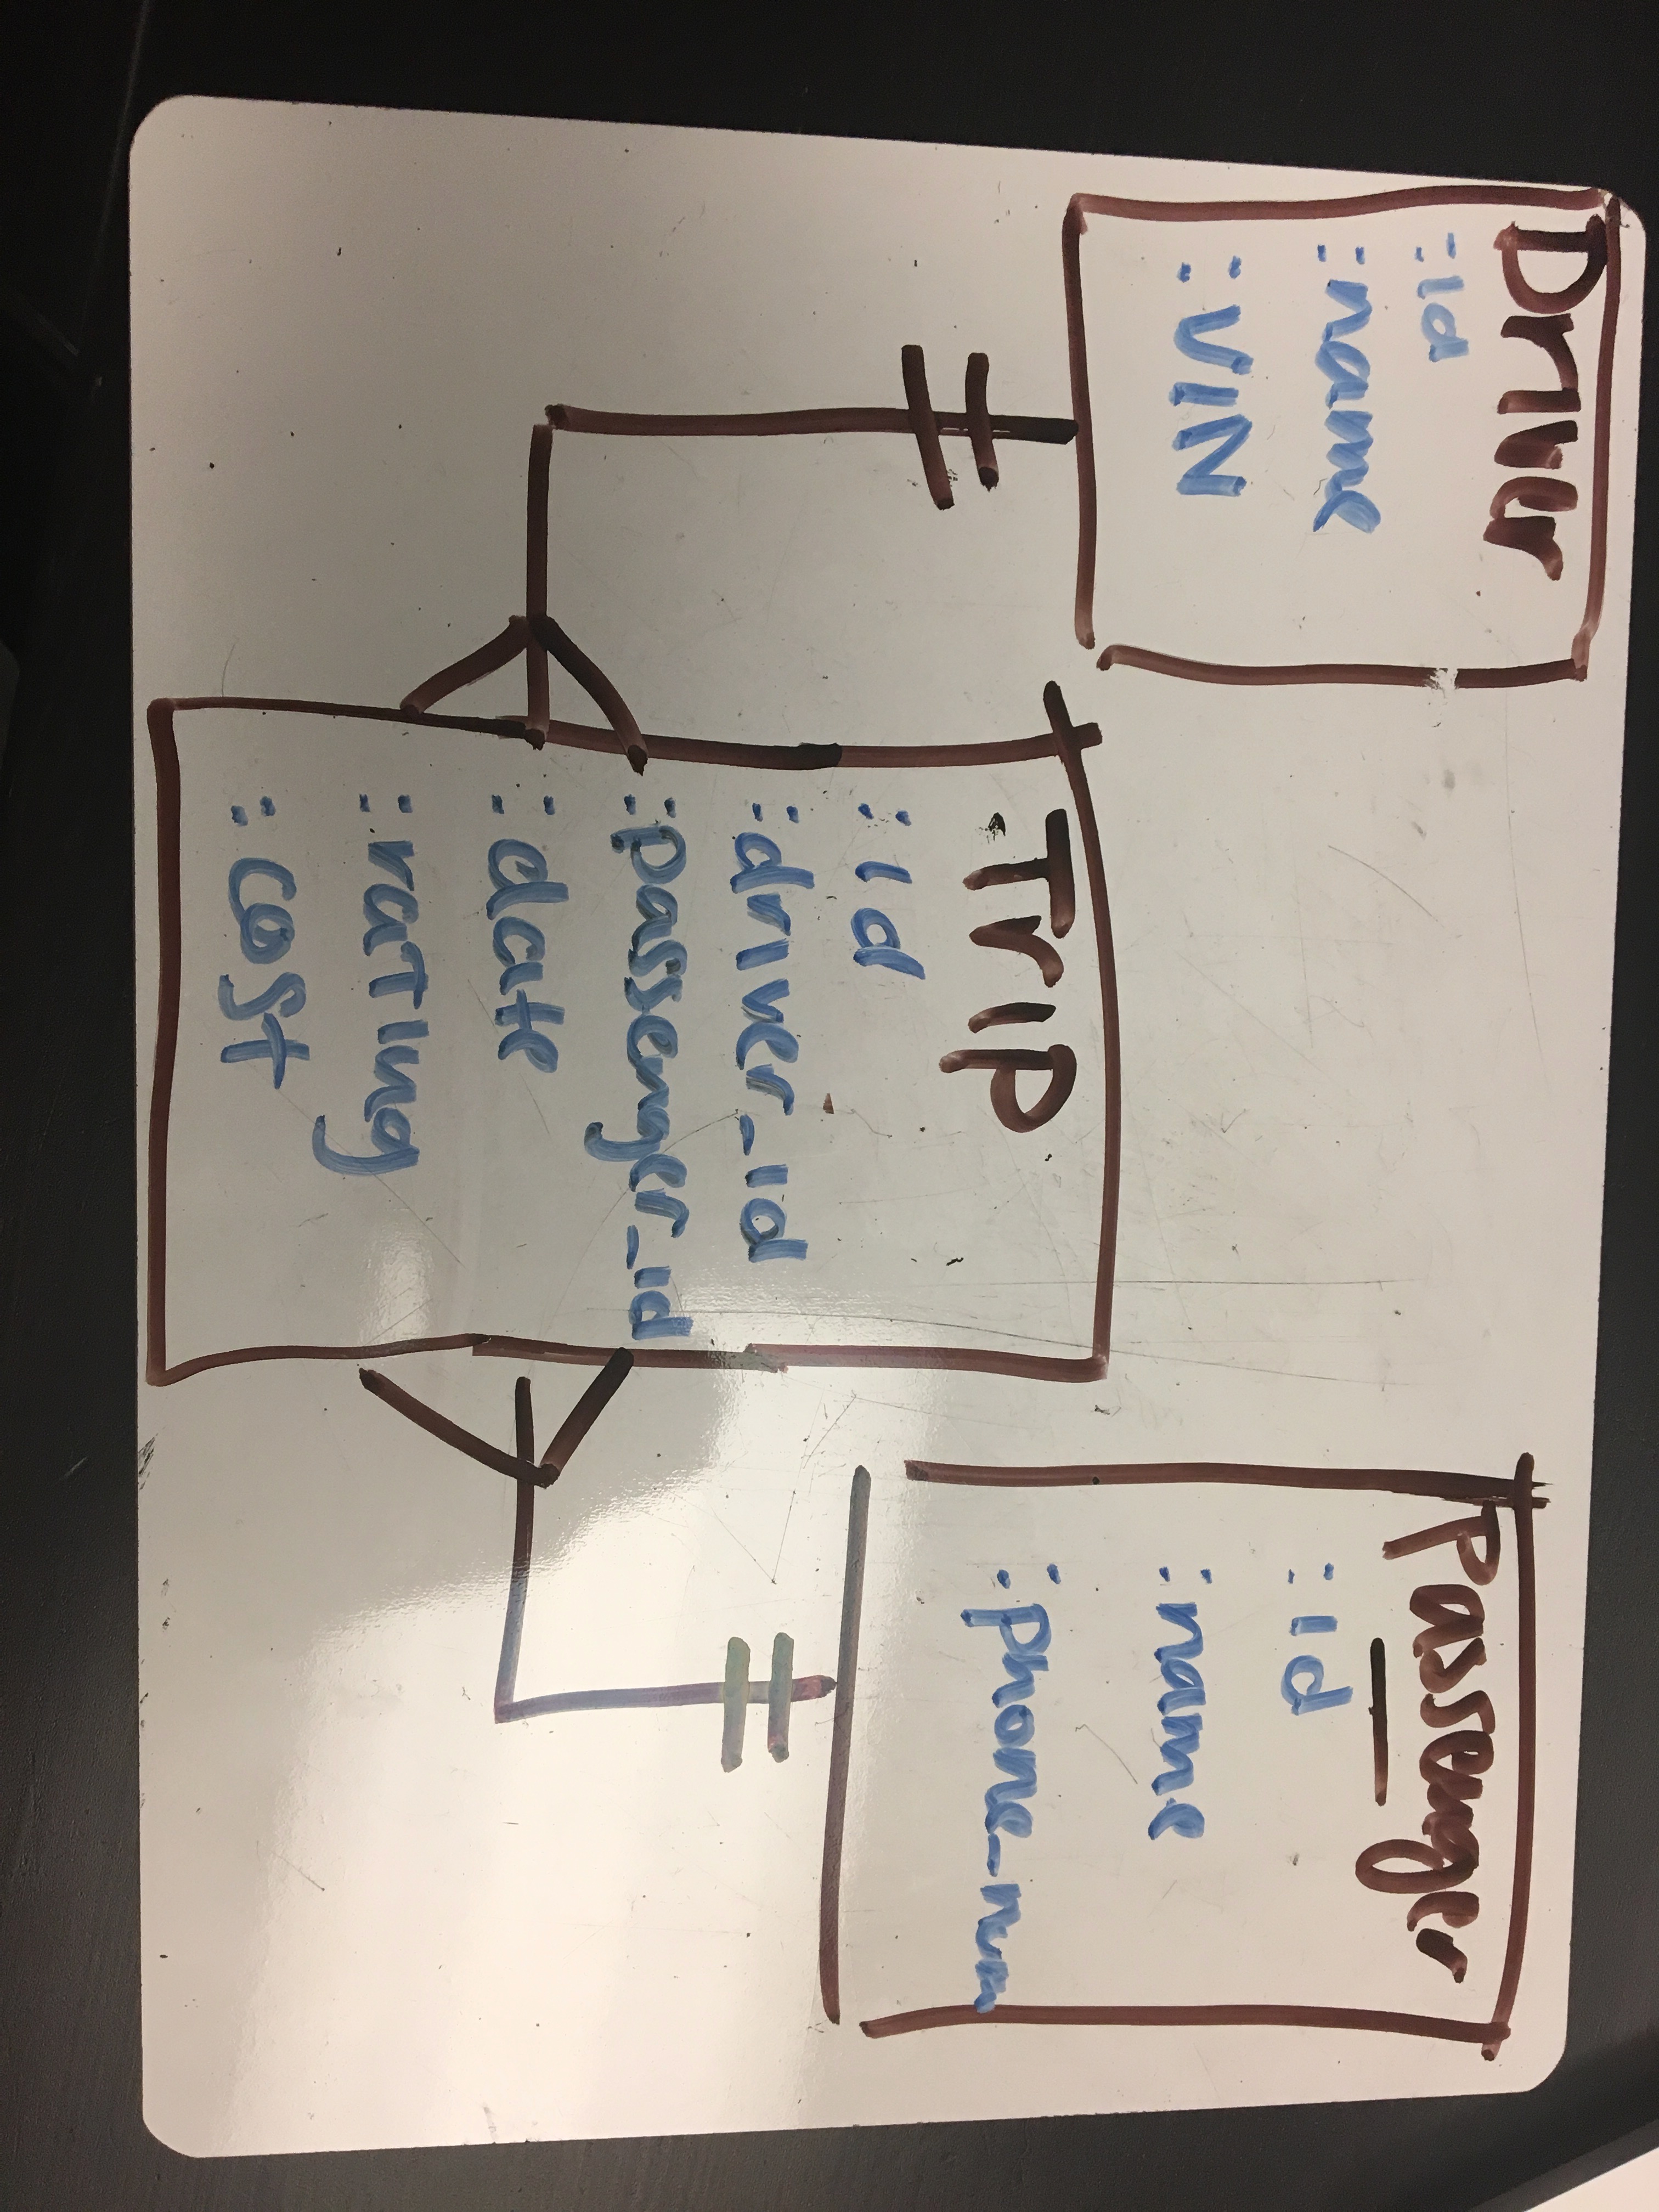 Driver
:id
:name
:VIN
Trip
:id
:driver_id
:passenger_id
:date
:rating
:cost
Passenger
:id
:name
:phone_num